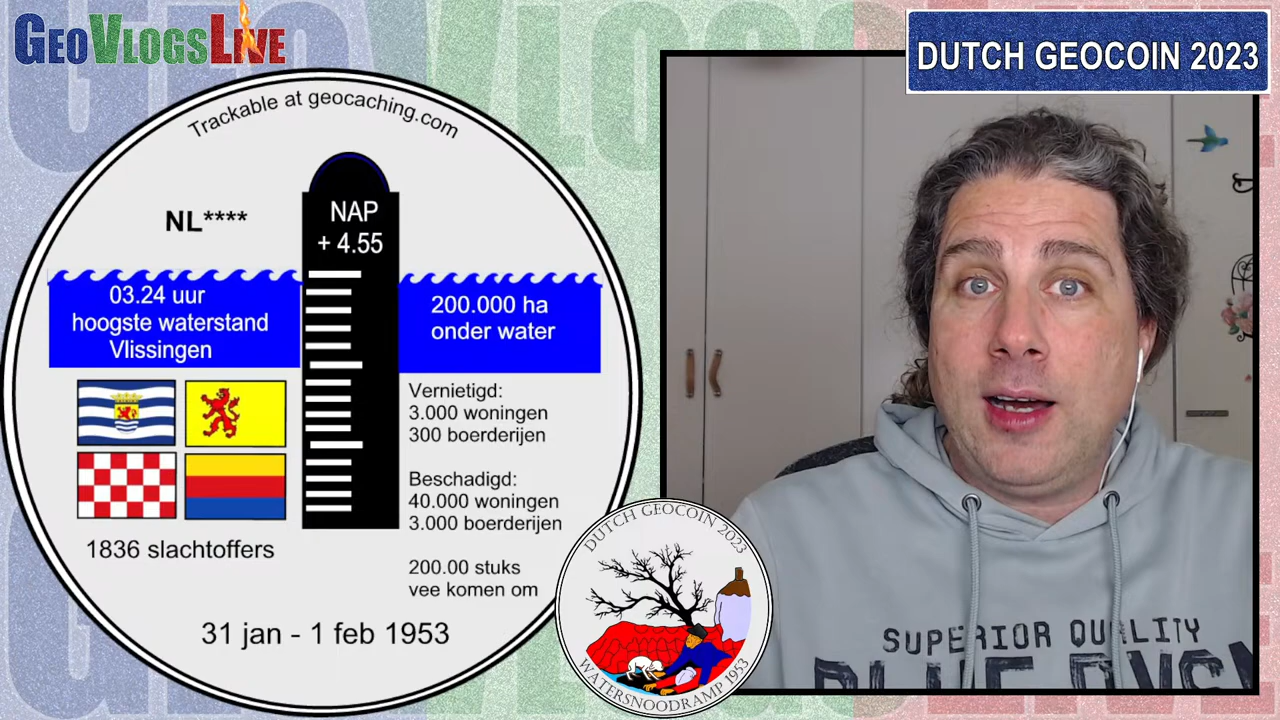 GEOVLOGSLIVE
DUTCH GEOCOIN 2023
Trackable at geocaching.com
NL****
NAP
+ 4.55
03.24 uur
hoogste waterstand
Vlissingen
200.000 ha
onder water
Vernietigd:
3.000 woningen
300 boerderijen
Beschadigd:
40.000 woningen
3.000 boerderijen
200.00 stuks
vee komen om
1836 slachtoffers
31 jan - 1 feb 1953
DUTCH GEOCOIN 2023
WATERSNOODRAMP 1953
SUPERIOR QUALITY